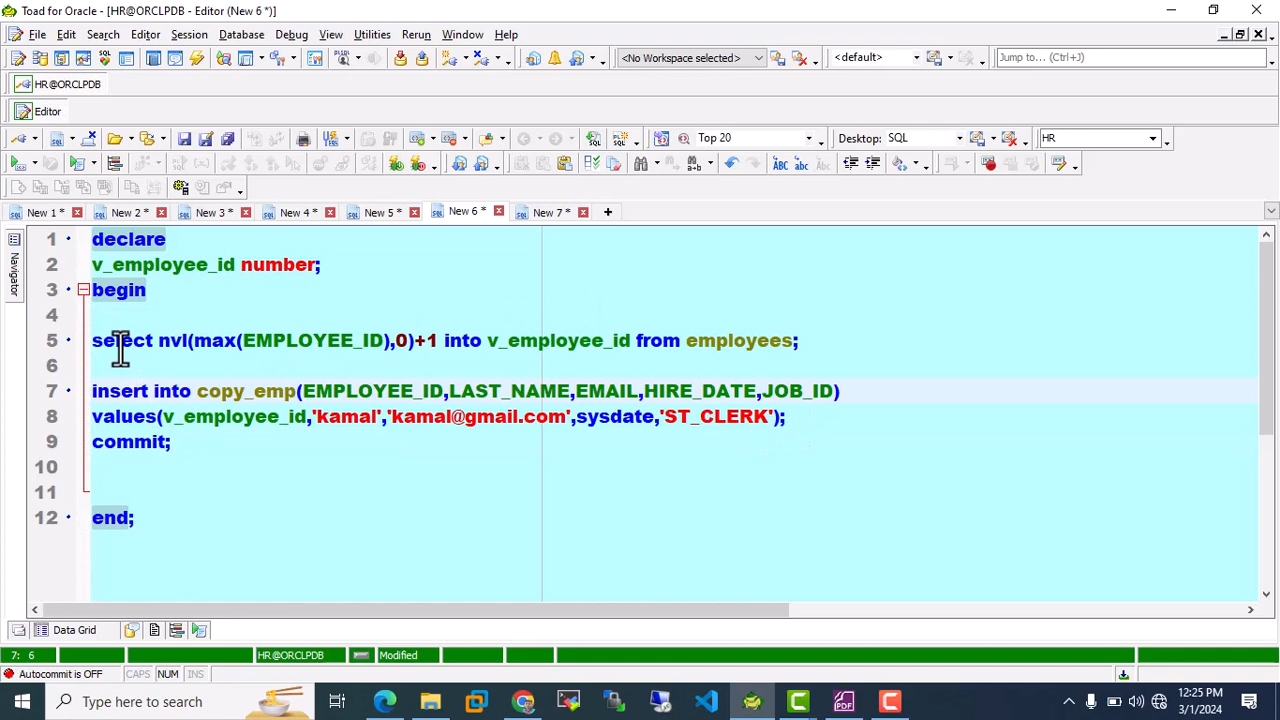 Toad for Oracle - [HR@ORCLPDB - Editor (New 6 *)]
File Edit Search Editor Session Database Debug View Utilities Rerun Window Help
SQL <No Workspace selected> <default> Jump to... (Ctrl+J)
HR@ORCLPDB
Editor
Top 20 Desktop: SQL HR
New 1 * New 2 * New 3 * New 4 * New 5 * New 6 * New 7 * +
Navigator
1 declare
2 v_employee_id number;
3 begin
4
5 select nvl(max(EMPLOYEE_ID),0)+1 into v_employee_id from employees;
6
7 insert into copy_emp(EMPLOYEE_ID,LAST_NAME,EMAIL,HIRE_DATE,JOB_ID)
8 values(v_employee_id,'kamal','kamal@gmail.com',sysdate,'ST_CLERK');
9 commit;
10
11
12 end;
Data Grid
7: 6 HR@ORCLPDB Modified
Autocommit is OFF CAPS NUM INS
Type here to search 12:25 PM
3/1/2024